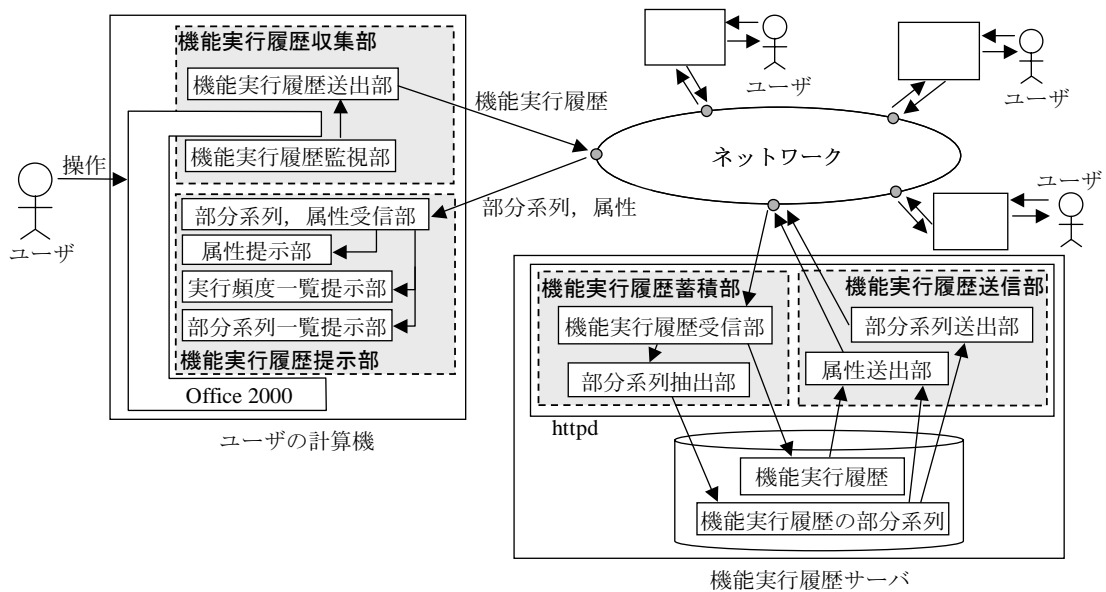 機能実行履歴収集部
機能実行履歴送出部
機能実行履歴監視部
操作
ユーザ
部分系列，属性受信部
属性提示部
実行頻度一覧提示部
部分系列一覧提示部
機能実行履歴提示部
Office 2000
ユーザの計算機
機能実行履歴
部分系列，属性
ネットワーク
ユーザ
ユーザ
ユーザ
機能実行履歴蓄積部
機能実行履歴受信部
部分系列抽出部
機能実行履歴送信部
部分系列送出部
属性送出部
httpd
機能実行履歴
機能実行履歴の部分系列
機能実行履歴サーバ